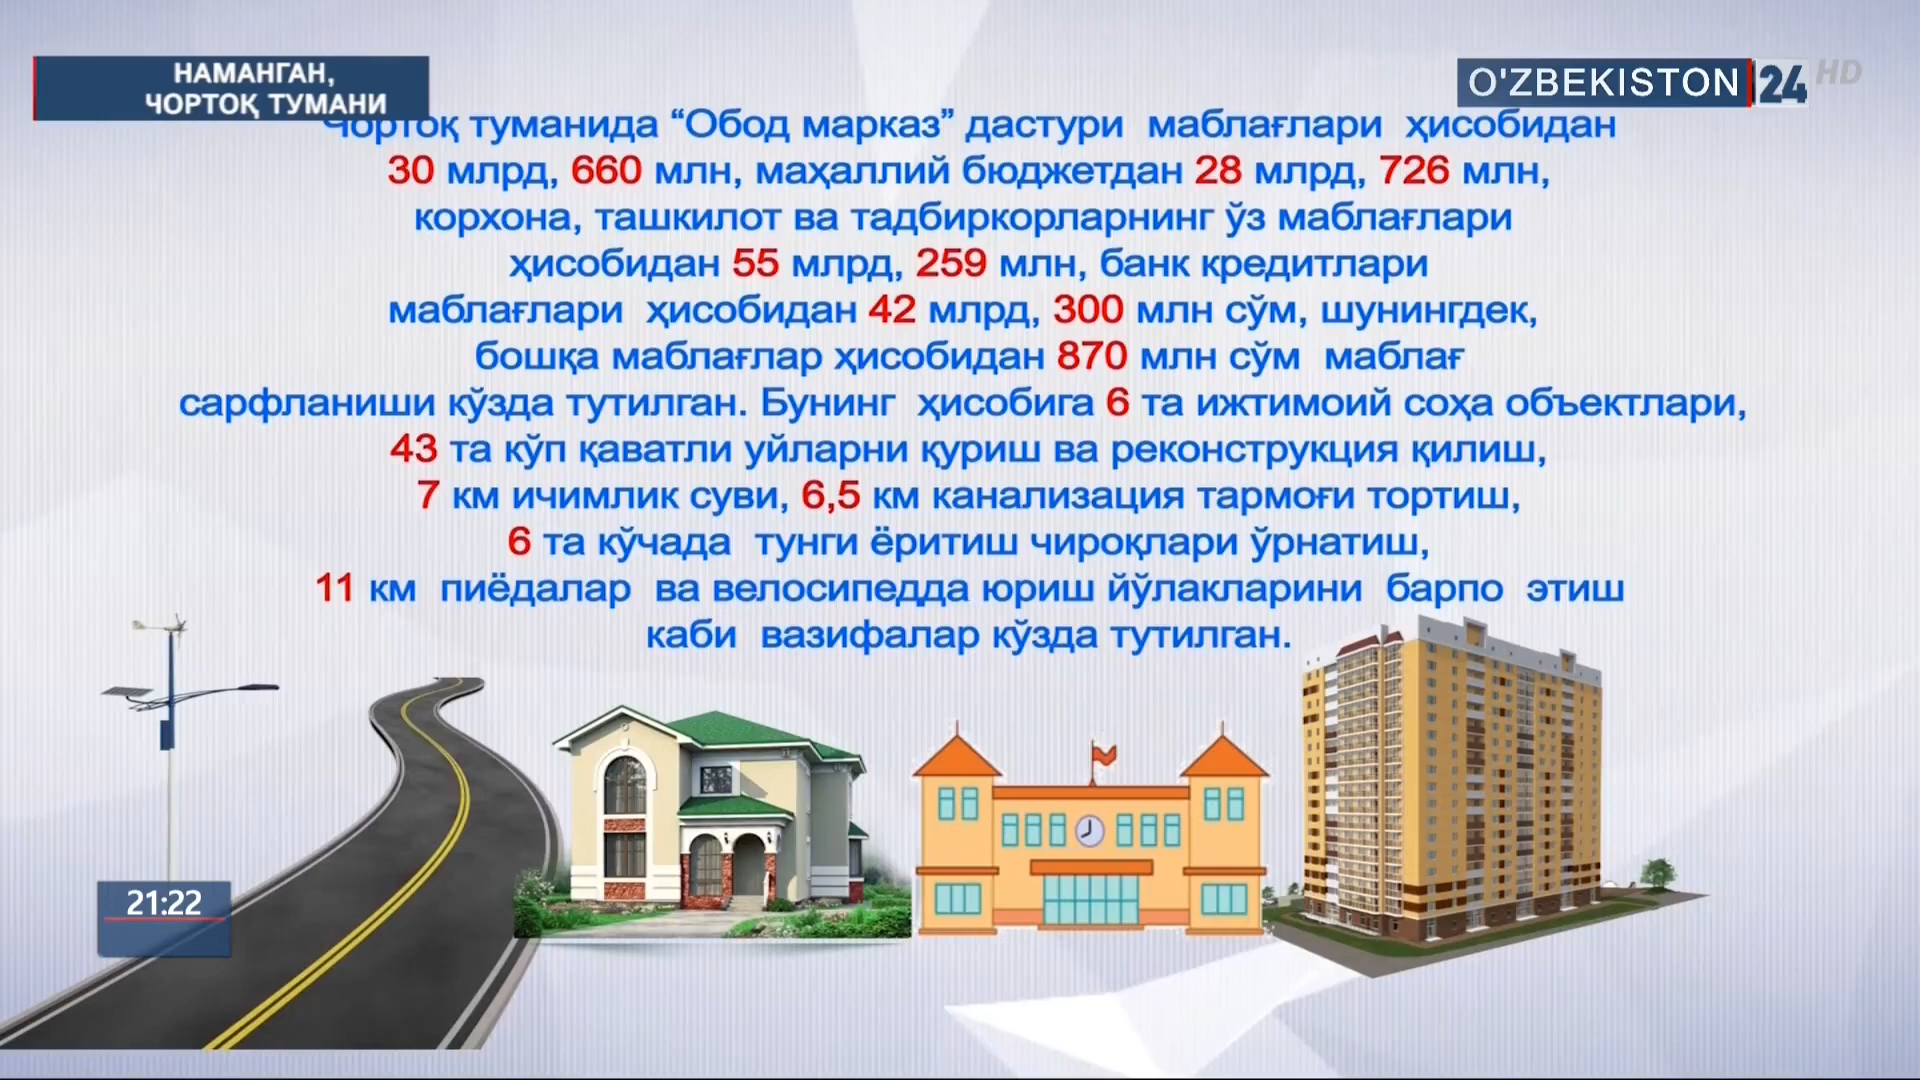 НАМАНГАН,
ЧОРТОҚ ТУМАНИ
O'ZBEKISTON 24 HD
Чортоқ туманида “Обод марказ” дастури маблағлари ҳисобидан
30 млрд, 660 млн, маҳаллий бюджетдан 28 млрд, 726 млн,
корхона, ташкилот ва тадбиркорларнинг ўз маблағлари
ҳисобидан 55 млрд, 259 млн, банк кредитлари
маблағлари ҳисобидан 42 млрд, 300 млн сўм, шунингдек,
бошқа маблағлар ҳисобидан 870 млн сўм маблағ
сарфланиши кўзда тутилган. Бунинг ҳисобига 6 та ижтимоий соҳа объектлари,
43 та кўп қаватли уйларни қуриш ва реконструкция қилиш,
7 км ичимлик суви, 6,5 км канализация тармоғи тортиш,
6 та кўчада тунги ёритиш чироқлари ўрнатиш,
11 км пиёдалар ва велосипедда юриш йўлакларини барпо этиш
каби вазифалар кўзда тутилган.
21:22